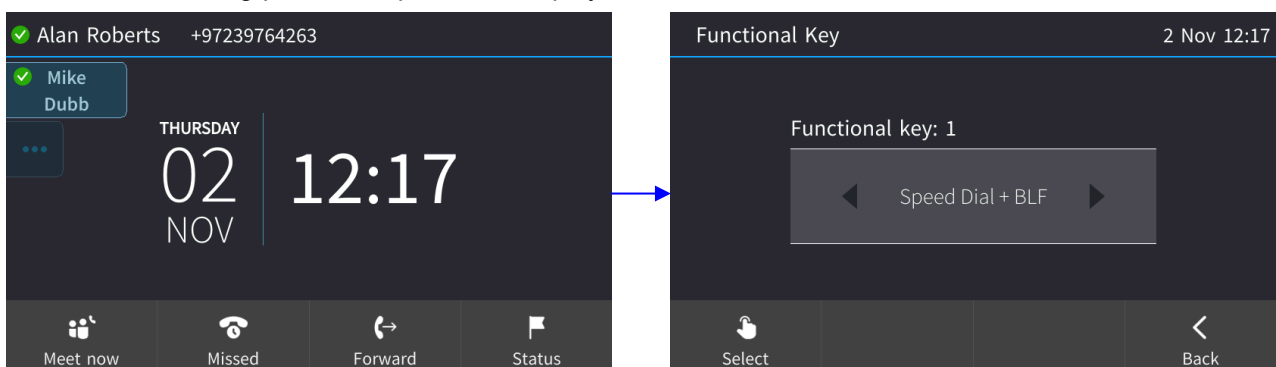 Alan Roberts +97239764263
Mike
Dubb
THURSDAY
02
NOV
12:17
Meet now Missed Forward Status
Functional Key 2 Nov 12:17
Functional key: 1
Speed Dial + BLF
Select Back